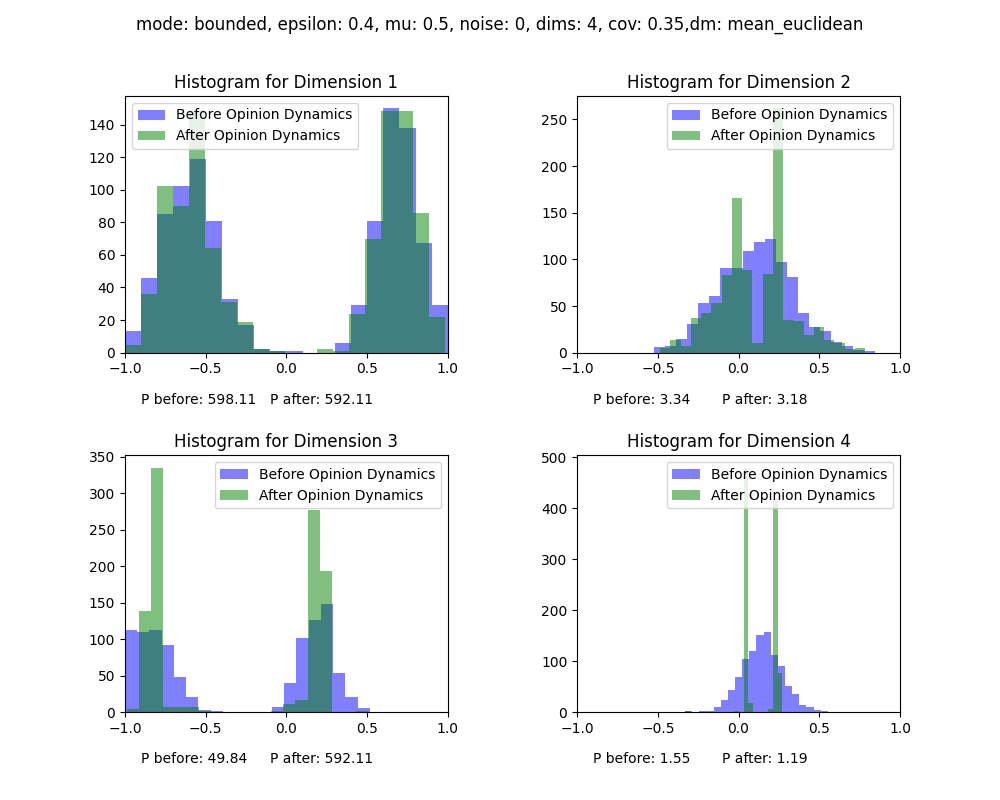 mode: bounded, epsilon: 0.4, mu: 0.5, noise: 0, dims: 4, cov: 0.35,dm: mean_euclidean
Histogram for Dimension 1
Before Opinion Dynamics
After Opinion Dynamics
140
120
100
80
60
40
20
0
−1.0 −0.5 0.0 0.5 1.0
P before: 598.11 P after: 592.11
Histogram for Dimension 2
Before Opinion Dynamics
After Opinion Dynamics
250
200
150
100
50
0
−1.0 −0.5 0.0 0.5 1.0
P before: 3.34 P after: 3.18
Histogram for Dimension 3
Before Opinion Dynamics
After Opinion Dynamics
350
300
250
200
150
100
50
0
−1.0 −0.5 0.0 0.5 1.0
P before: 49.84 P after: 592.11
Histogram for Dimension 4
Before Opinion Dynamics
After Opinion Dynamics
500
400
300
200
100
0
−1.0 −0.5 0.0 0.5 1.0
P before: 1.55 P after: 1.19